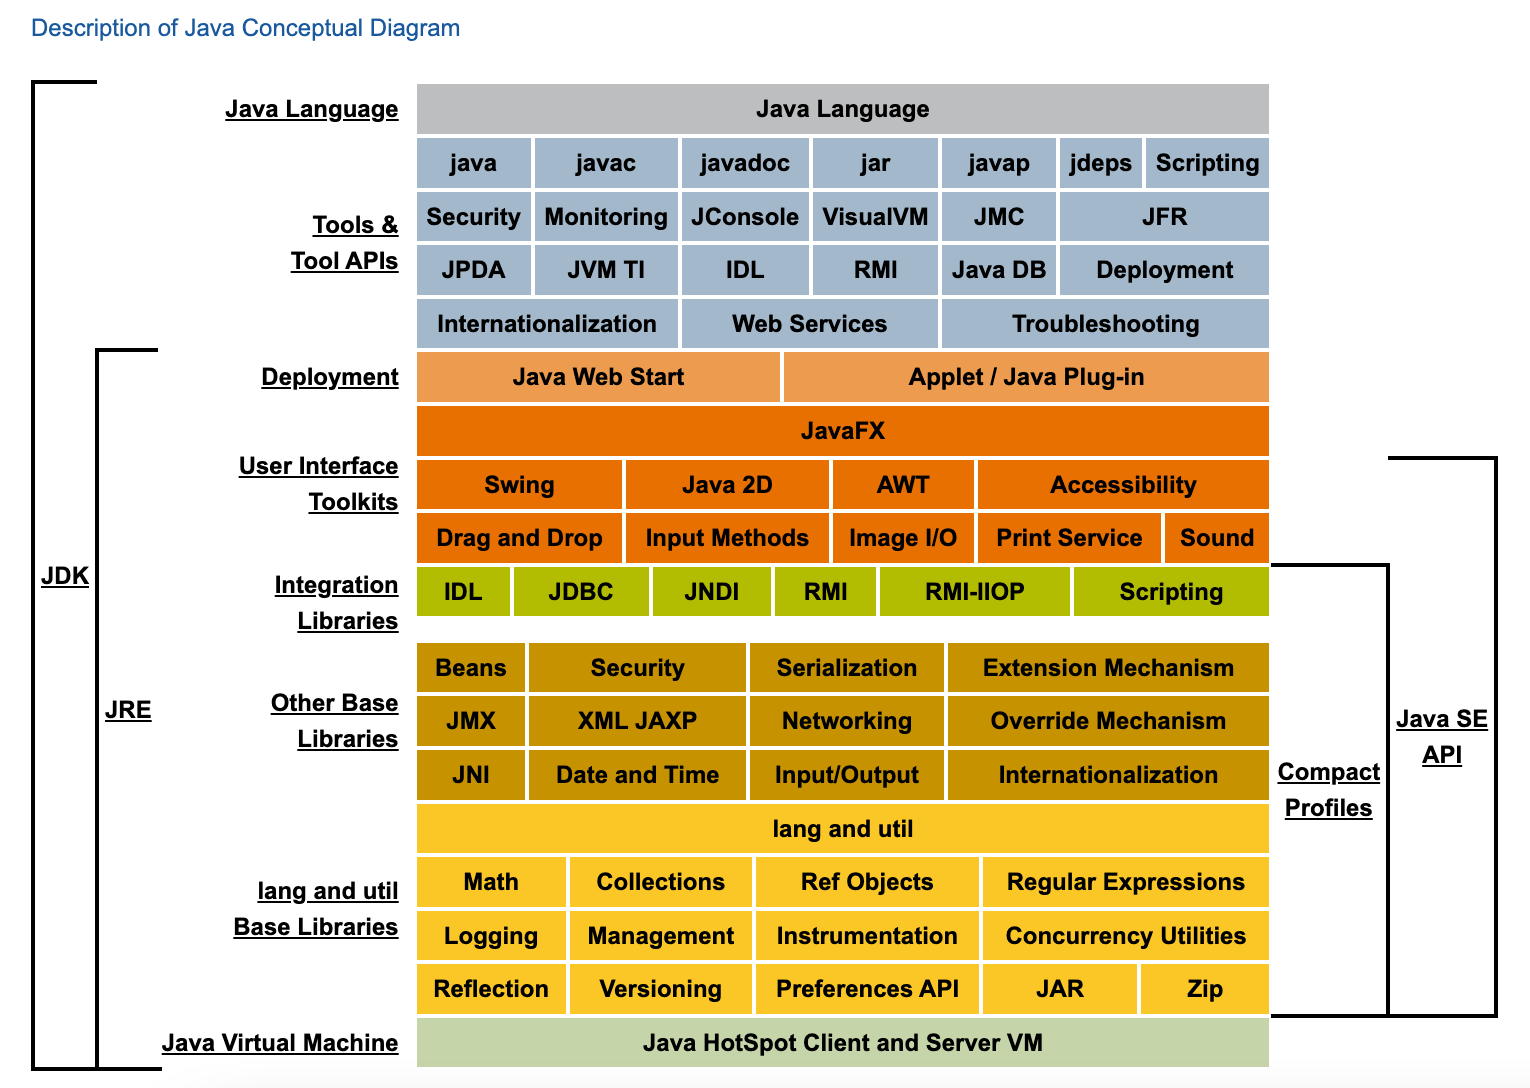 Description of Java Conceptual Diagram
Java Language
Java Language
java javac javadoc jar javap jdeps Scripting
Tools &
Tool APIs
Security Monitoring JConsole VisualVM JMC JFR
JPDA JVM TI IDL RMI Java DB Deployment
Internationalization Web Services Troubleshooting
Deployment
Java Web Start Applet / Java Plug-in
User Interface
Toolkits
JavaFX
Swing Java 2D AWT Accessibility
Drag and Drop Input Methods Image I/O Print Service Sound
JDK
Integration
Libraries
IDL JDBC JNDI RMI RMI-IIOP Scripting
JRE
Other Base
Libraries
Beans Security Serialization Extension Mechanism
JMX XML JAXP Networking Override Mechanism
JNI Date and Time Input/Output Internationalization
Java SE
API
Compact
Profiles
lang and util
Base Libraries
lang and util
Math Collections Ref Objects Regular Expressions
Logging Management Instrumentation Concurrency Utilities
Reflection Versioning Preferences API JAR Zip
Java Virtual Machine
Java HotSpot Client and Server VM